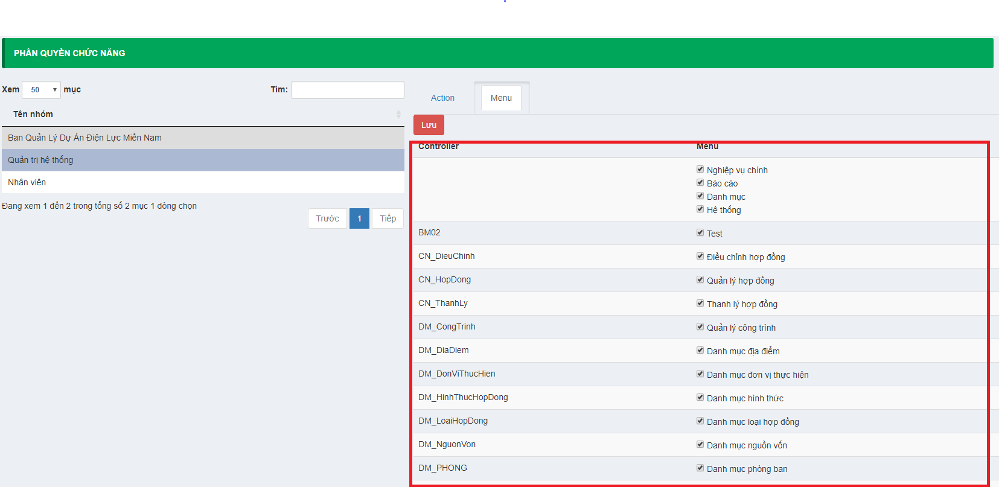 PHÂN QUYỀN CHỨC NĂNG
Xem 50 mục
Tìm:
Tên nhóm
Ban Quản Lý Dự Án Điện Lực Miền Nam
Quản trị hệ thống
Nhân viên
Đang xem 1 đến 2 trong tổng số 2 mục 1 dòng chọn
Trước 1 Tiếp
Action Menu
Lưu
Controller Menu
Nghiệp vụ chính
Báo cáo
Danh mục
Hệ thống
BM02 Test
CN_DieuChinh Điều chỉnh hợp đồng
CN_HopDong Quản lý hợp đồng
CN_ThanhLy Thanh lý hợp đồng
DM_CongTrinh Quản lý công trình
DM_DiaDiem Danh mục địa điểm
DM_DonViThucHien Danh mục đơn vị thực hiện
DM_HinhThucHopDong Danh mục hình thức
DM_LoaiHopDong Danh mục loại hợp đồng
DM_NguonVon Danh mục nguồn vốn
DM_PHONG Danh mục phòng ban